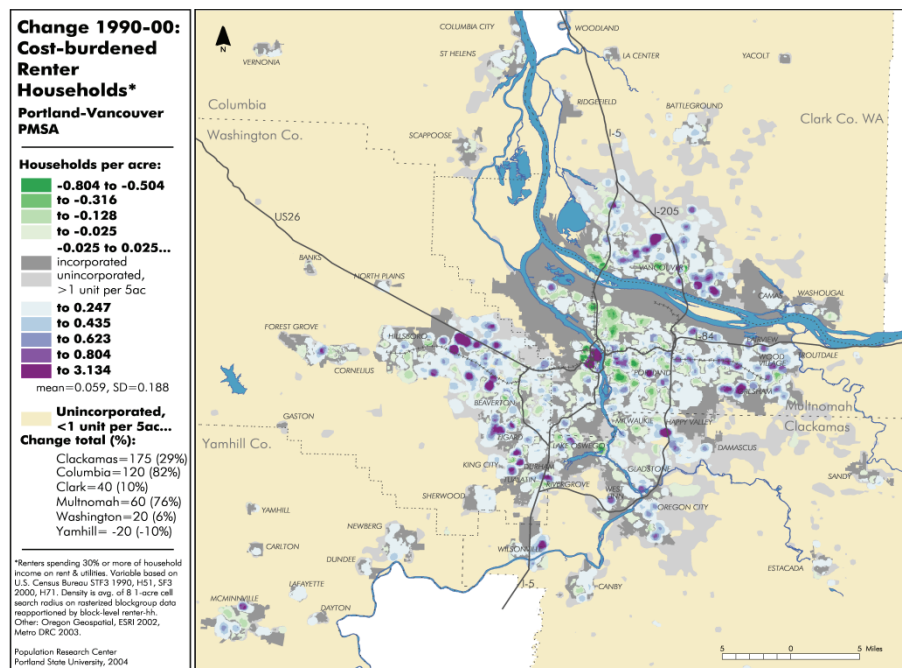 Change 1990-00:
Cost-burdened
Renter
Households*
Portland-Vancouver
PMSA
Households per acre:
-0.804 to -0.504
to -0.316
to -0.128
to -0.025
-0.025 to 0.025...
incorporated
unincorporated,
>1 unit per 5ac
to 0.247
to 0.435
to 0.623
to 0.804
to 3.134
mean=0.059, SD=0.188
Unincorporated,
<1 unit per 5ac...
Change total (%):
Clackamas=175 (29%)
Columbia=120 (82%)
Clark=40 (10%)
Multnomah=60 (76%)
Washington=20 (6%)
Yamhill= -20 (-10%)
*Renters spending 30% or more of household
income on rent & utilities. Variable based on
U.S. Census Bureau STF3 1990, H51, SF3
2000, H71. Density is avg. of 8 1-acre cell
search radius on rasterized blockgroup data
reapportioned by block-level renter-hh.
Other: Oregon Geospatial, ESRI 2002,
Metro DRC 2003.
Population Research Center
Portland State University, 2004
N
COLUMBIA CITY
WOODLAND
VERNONIA
ST HELENS
LA CENTER
YACOLT
Columbia
RIDGEFIELD
BATTLEGROUND
Clark Co. WA
Washington Co.
SCAPPOOSE
I-5
US26
I-205
BANKS
NORTH PLAINS
VANCOUVER
CAMAS
WASHOUGAL
FOREST GROVE
HILLSBORO
I-84
FAIRVIEW
TROUTDALE
WOOD
VILLAGE
CORNELIUS
PORTLAND
GRESHAM
BEAVERTON
Multnomah
GASTON
MILWAUKIE
HAPPY VALLEY
Clackamas
Yamhill Co.
TIGARD
LAKE OSWEGO
DAMASCUS
KING CITY
DURHAM
GLADSTONE
TUALATIN
RIVERGROVE
SANDY
SHERWOOD
WEST
LINN
OREGON CITY
YAMHILL
NEWBERG
CARLTON
WILSONVILLE
DUNDEE
ESTACADA
LAFAYETTE
I-5
CANBY
MCMINNVILLE
DAYTON
5 0 5 Miles